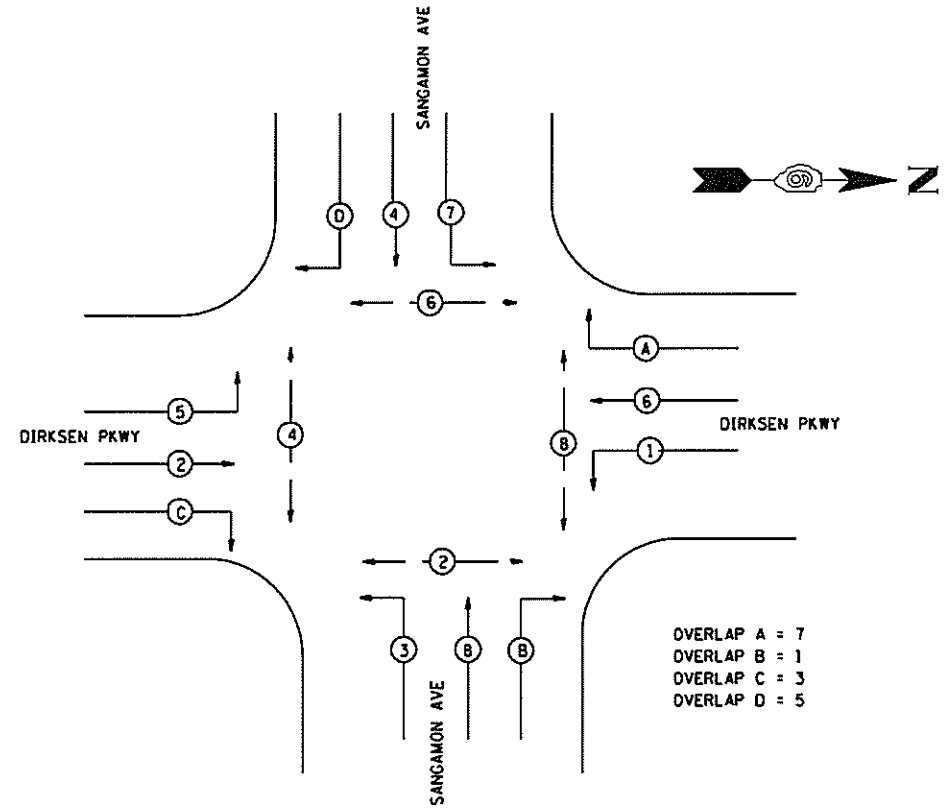 SANGAMON AVE
D
4
7
N
6
A
5
6
DIRKSEN PKWY
4
8
DIRKSEN PKWY
2
1
C
2
3
8
B
OVERLAP A = 7
OVERLAP B = 1
OVERLAP C = 3
OVERLAP D = 5
SANGAMON AVE